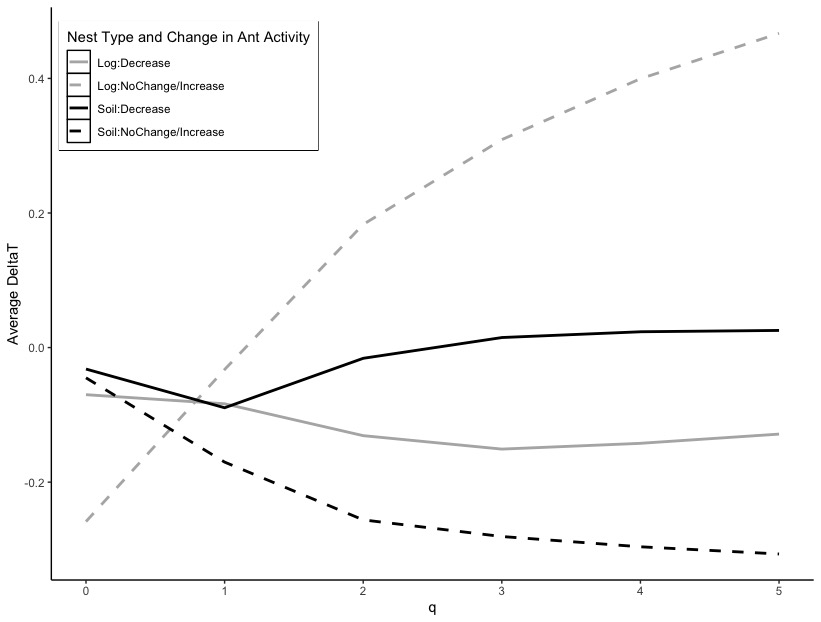 Nest Type and Change in Ant Activity
Log:Decrease
Log:NoChange/Increase
Soil:Decrease
Soil:NoChange/Increase
0.4
0.2
0.0
-0.2
Average DeltaT
0 1 2 3 4 5
q